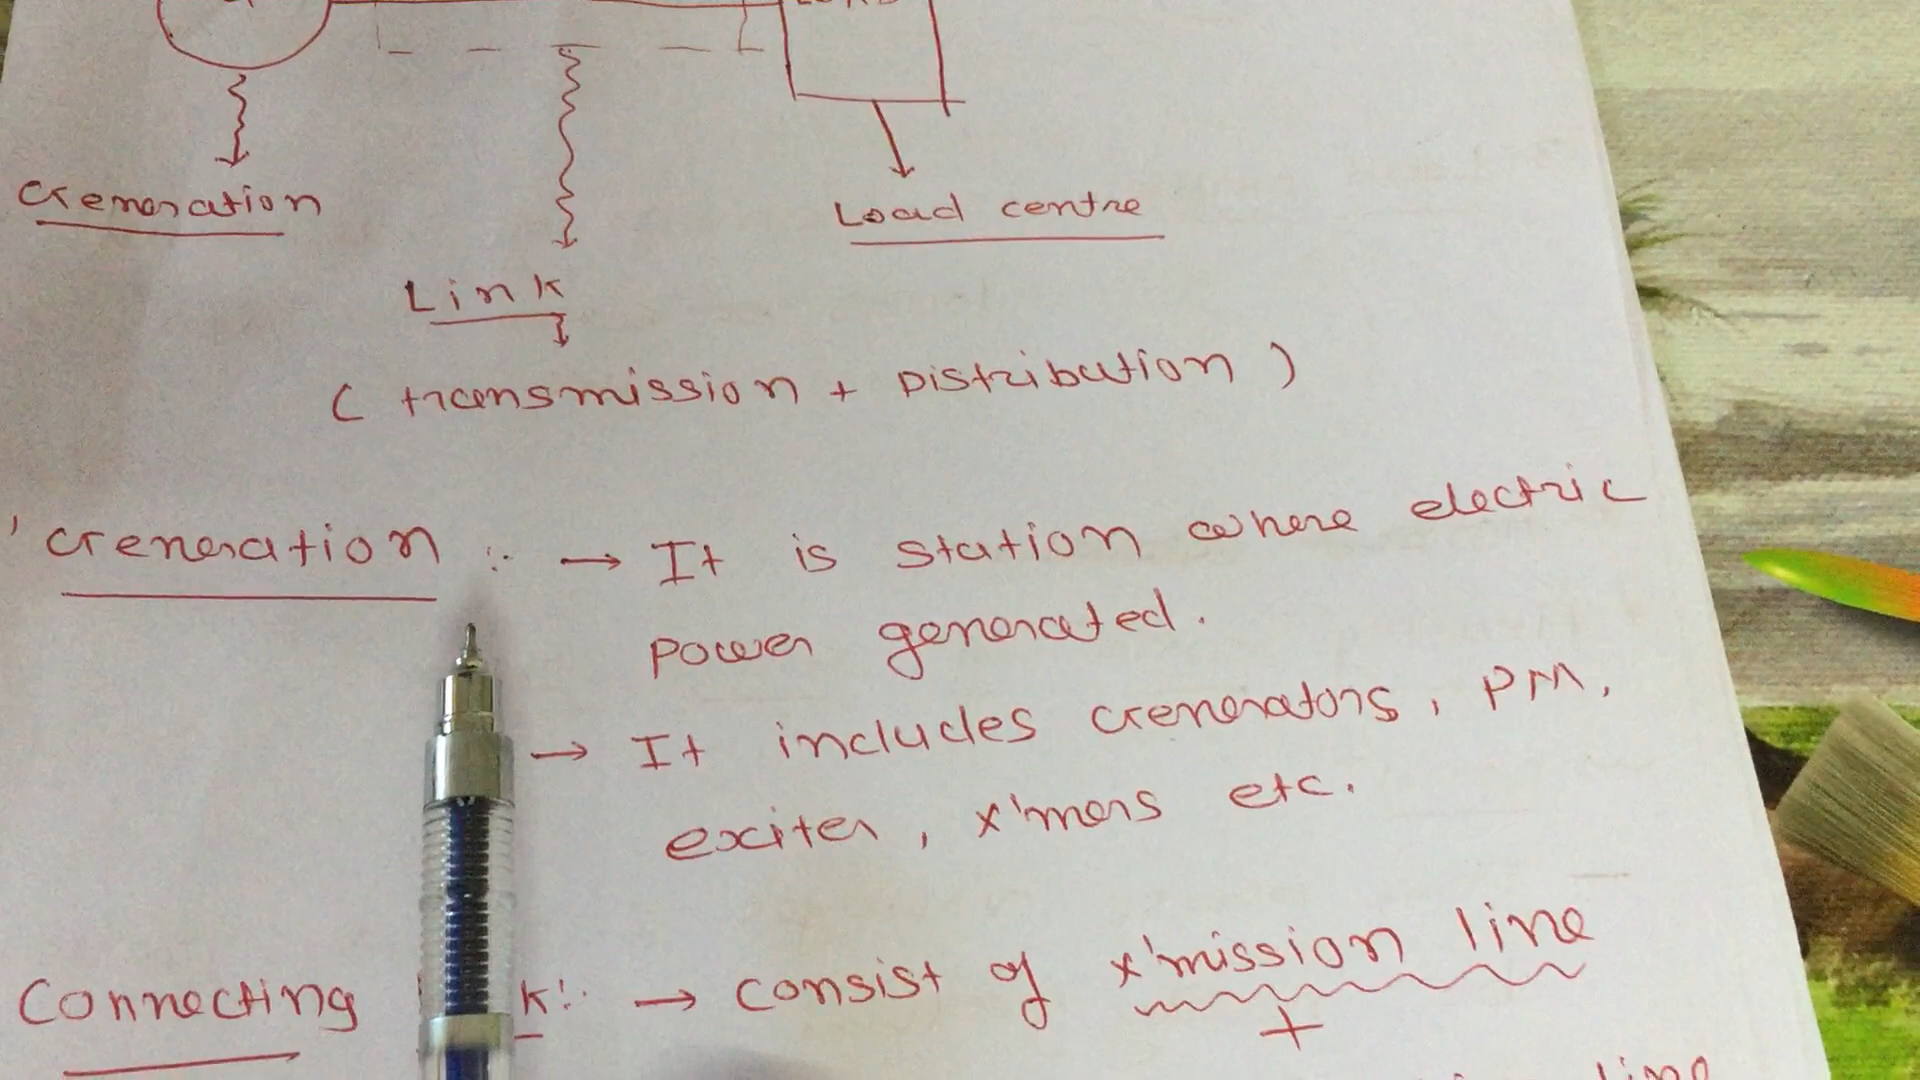 Generation
Load centre
Link
( transmission + Distribution )
Generation :- → It is station where electric
power generated.
→ It includes Generators, PM,
exciter, x'mers etc.
Connecting k:- → consist of x'mission line
+
line